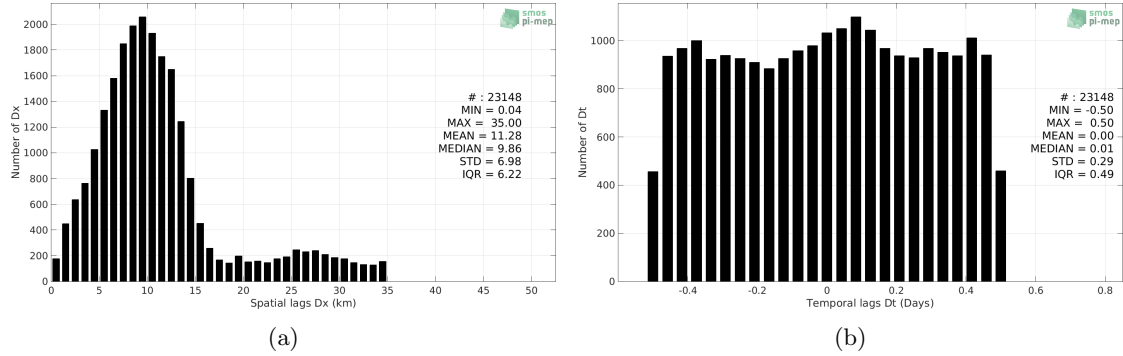 2000
1800
1600
1400
1200
1000
800
600
400
200
0
Number of Dx
smos
pi-mep
# : 23148
MIN = 0.04
MAX = 35.00
MEAN = 11.28
MEDIAN = 9.86
STD = 6.98
IQR = 6.22
0 5 10 15 20 25 30 35 40 45 50
Spatial lags Dx (km)
(a)
1000
800
600
400
200
0
Number of Dt
smos
pi-mep
# : 23148
MIN = -0.50
MAX = 0.50
MEAN = 0.00
MEDIAN = 0.01
STD = 0.29
IQR = 0.49
-0.4 -0.2 0 0.2 0.4 0.6 0.8
Temporal lags Dt (Days)
(b)